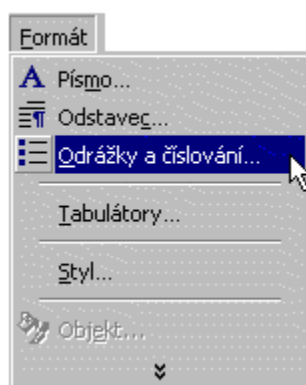 Formát
Písmo...
Odstavec...
Odrážky a číslování...
Tabulátory...
Styl...
Objekt...